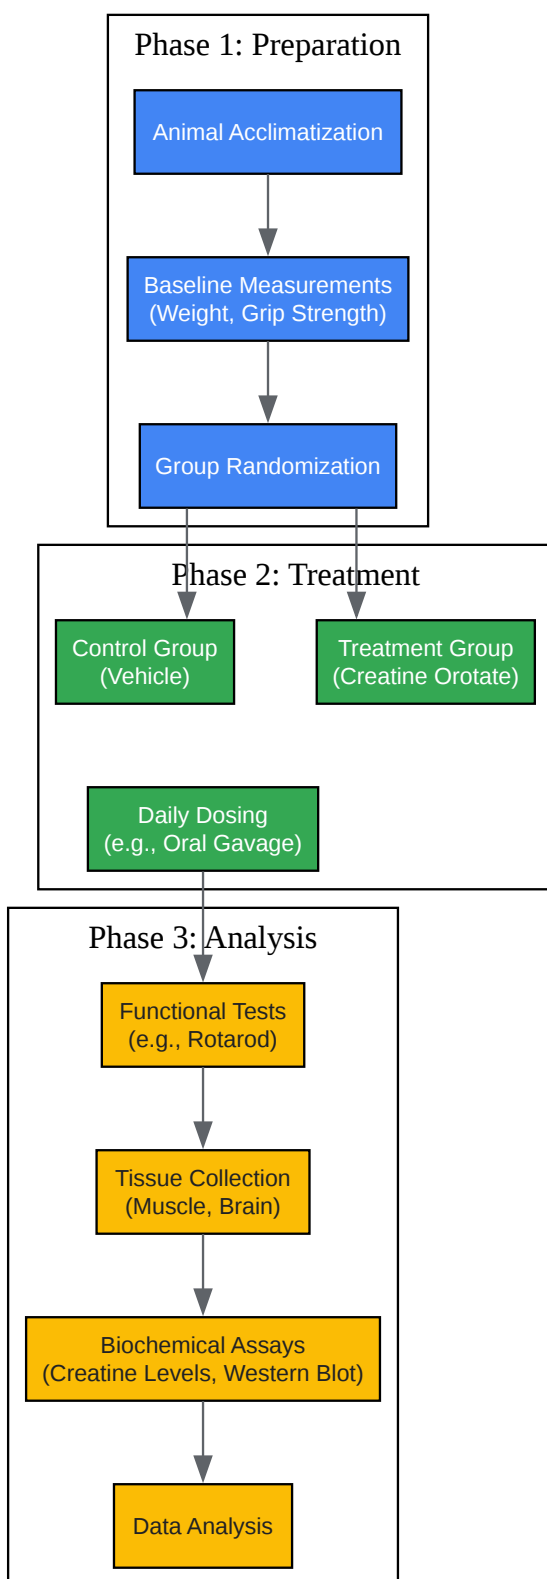 Phase 1: Preparation
Animal Acclimatization
Baseline Measurements
(Weight, Grip Strength)
Group Randomization
Phase 2: Treatment
Control Group
(Vehicle)
Treatment Group
(Creatine Orotate)
Daily Dosing
(e.g., Oral Gavage)
Phase 3: Analysis
Functional Tests
(e.g., Rotarod)
Tissue Collection
(Muscle, Brain)
Biochemical Assays
(Creatine Levels, Western Blot)
Data Analysis